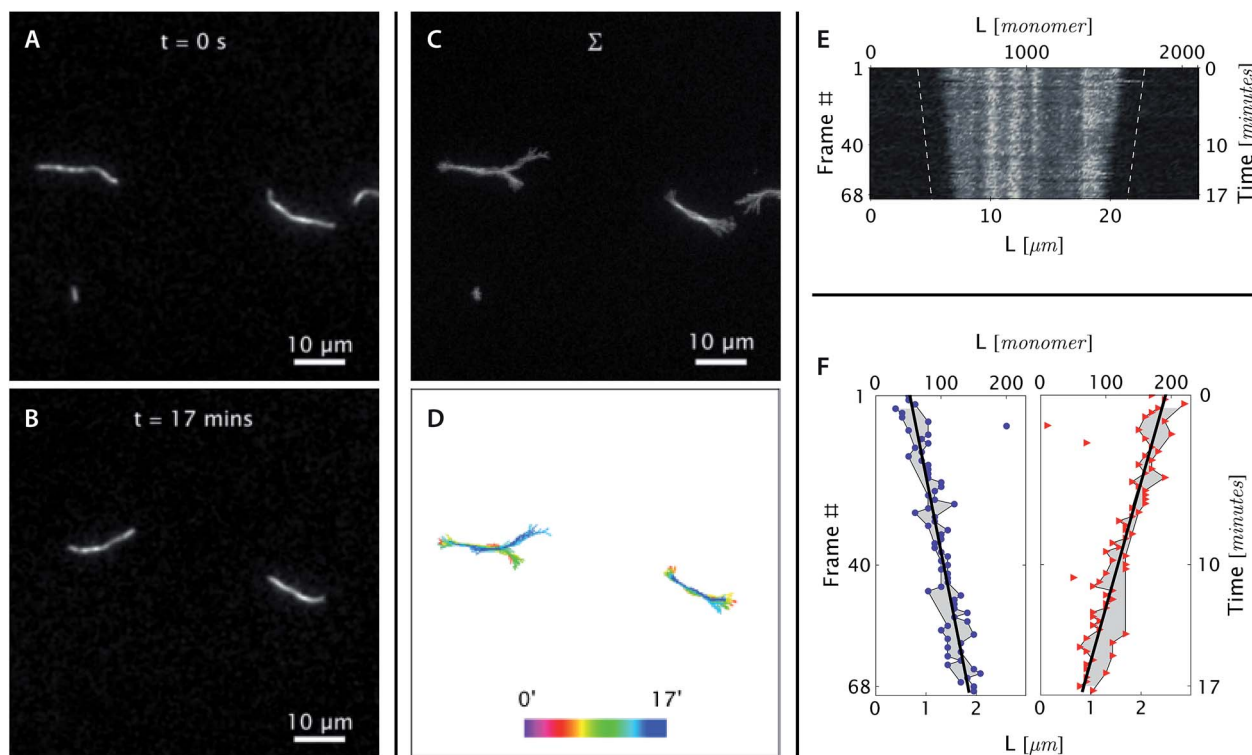 A
t = 0 s
10 µm
B
t = 17 mins
10 µm
C
Σ
10 µm
D
0' 17'
E
L [monomer]
0 1000 2000
Frame #
1
40
68
0
10
17
Time [minutes]
0 10 20
L [µm]
F
L [monomer]
0 100 200 0 100 200
Frame #
1
40
68
0
10
17
Time [minutes]
0 1 2 0 1 2
L [µm]